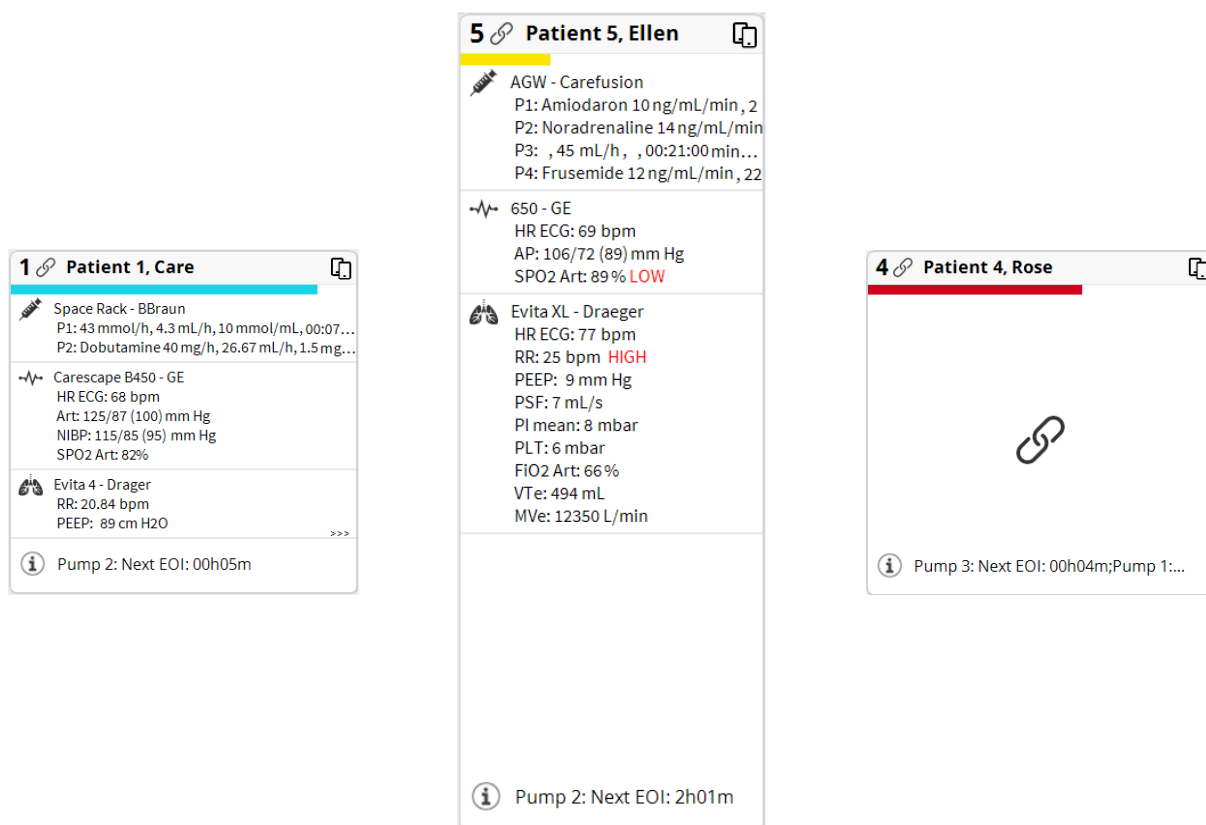 1 Patient 1, Care
Space Rack - BBraun
P1: 43 mmol/h, 4.3 mL/h, 10 mmol/mL, 00:07...
P2: Dobutamine 40 mg/h, 26.67 mL/h, 1.5 mg...
Carescape B450 - GE
HR ECG: 68 bpm
Art: 125/87 (100) mm Hg
NIBP: 115/85 (95) mm Hg
SPO2 Art: 82%
Evita 4 - Drager
RR: 20.84 bpm
PEEP: 89 cm H2O
>>>
Pump 2: Next EOI: 00h05m
5 Patient 5, Ellen
AGW - Carefusion
P1: Amiodaron 10 ng/mL/min , 2
P2: Noradrenaline 14 ng/mL/min
P3: , 45 mL/h, , 00:21:00 min...
P4: Frusemide 12 ng/mL/min , 22
650 - GE
HR ECG: 69 bpm
AP: 106/72 (89) mm Hg
SPO2 Art: 89% LOW
Evita XL - Draeger
HR ECG: 77 bpm
RR: 25 bpm HIGH
PEEP: 9 mm Hg
PSF: 7 mL/s
PI mean: 8 mbar
PLT: 6 mbar
FiO2 Art: 66%
VTe: 494 mL
MVe: 12350 L/min
Pump 2: Next EOI: 2h01m
4 Patient 4, Rose
Pump 3: Next EOI: 00h04m;Pump 1:...